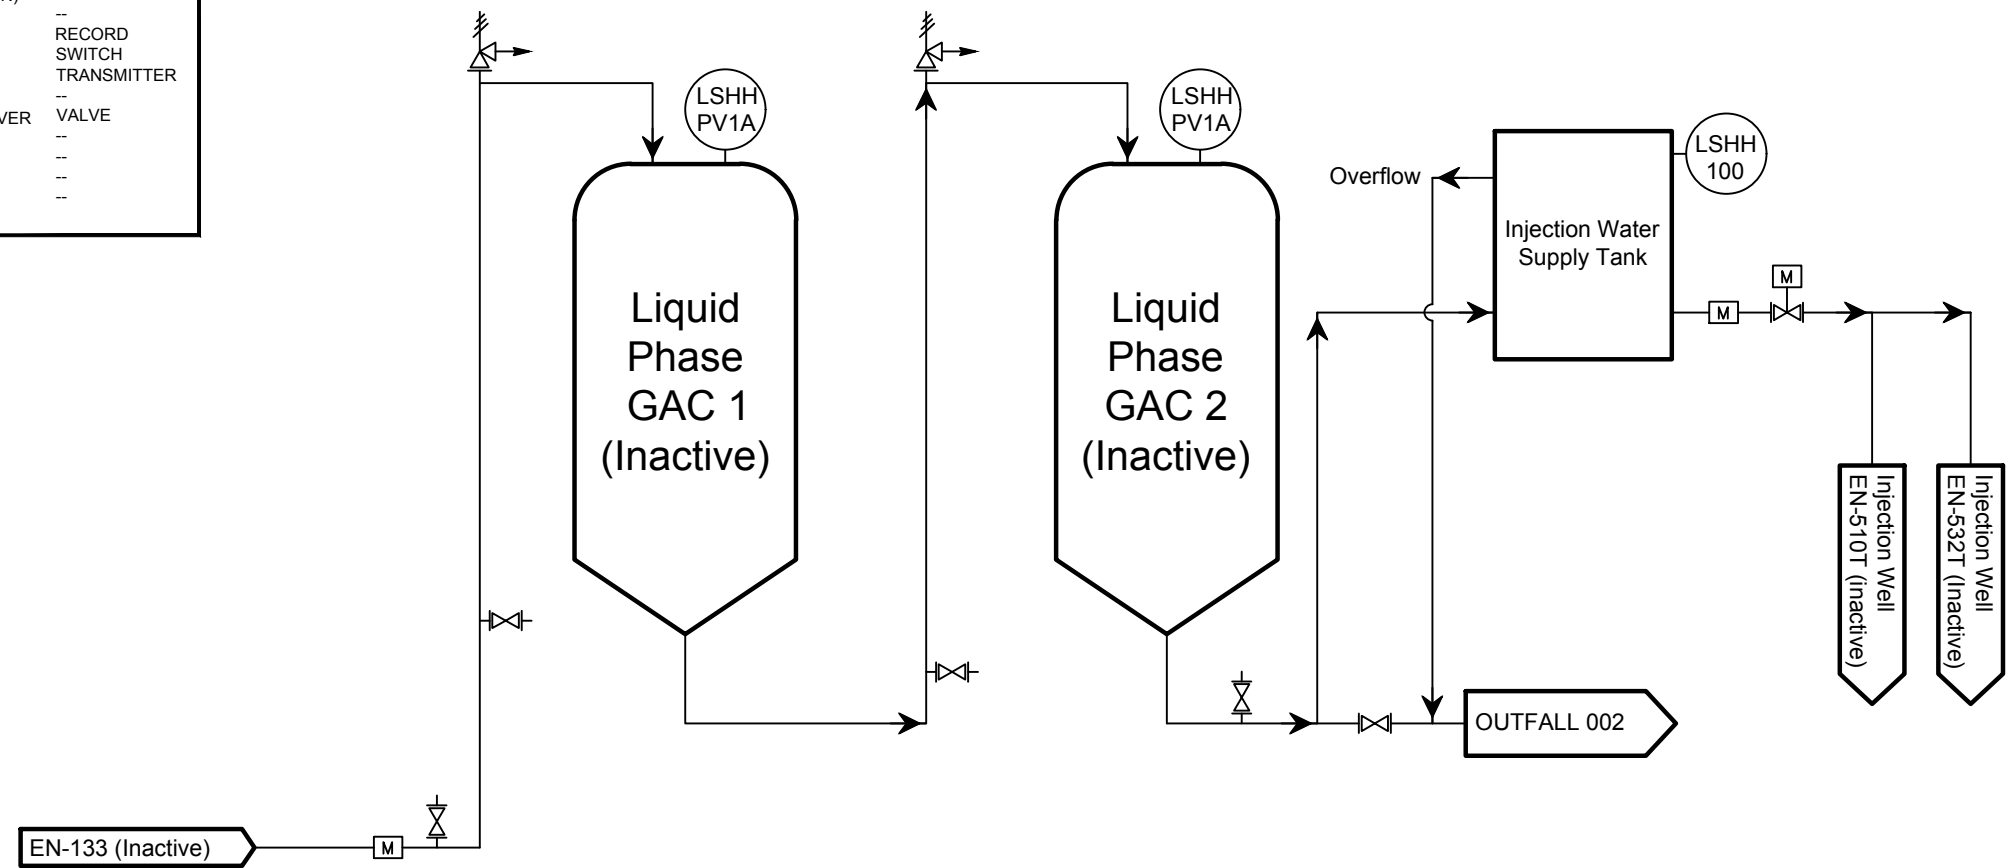 --
RECORD
SWITCH
TRANSMITTER
--
VALVE
--
--
--
--
LSHH
PV1A
LSHH
PV1A
LSHH
100
Overflow
Injection Water
Supply Tank
M
M
Liquid
Phase
GAC 1
(Inactive)
Liquid
Phase
GAC 2
(Inactive)
Injection Well
EN-510T (inactive)
Injection Well
EN-532T (Inactive)
OUTFALL 002
EN-133 (Inactive)
M